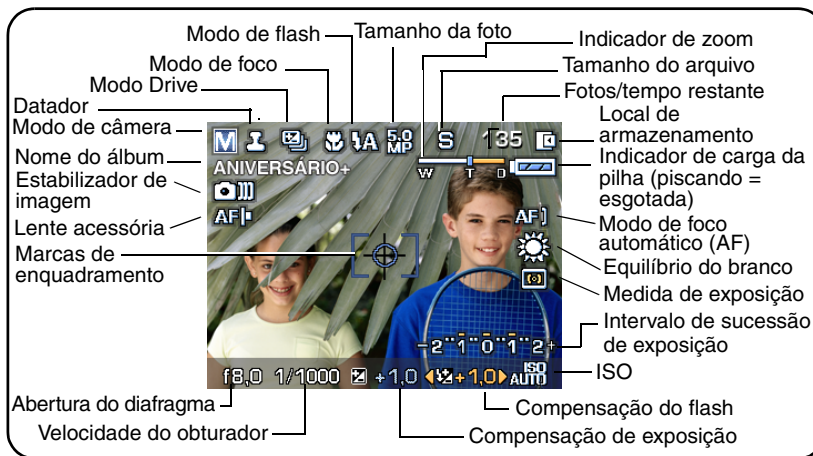 Modo de flash
Tamanho da foto
Indicador de zoom
Modo de foco
Tamanho do arquivo
Modo Drive
Fotos/tempo restante
Datador
Local de
armazenamento
Modo de câmera
Nome do álbum
Indicador de carga da
pilha (piscando =
esgotada)
Estabilizador de
imagem
Lente acessória
Modo de foco
automático (AF)
Marcas de
enquadramento
Equilíbrio do branco
Medida de exposição
Intervalo de sucessão
de exposição
ISO
Abertura do diafragma
Compensação do flash
Velocidade do obturador
Compensação de exposição
M
A
5.0
MP
S
135
ANIVERSÁRIO+
W T D
AF
AF
-2 1 0 1 2+
f8,0 1/1000 +1,0 +1,0
ISO
AUTO